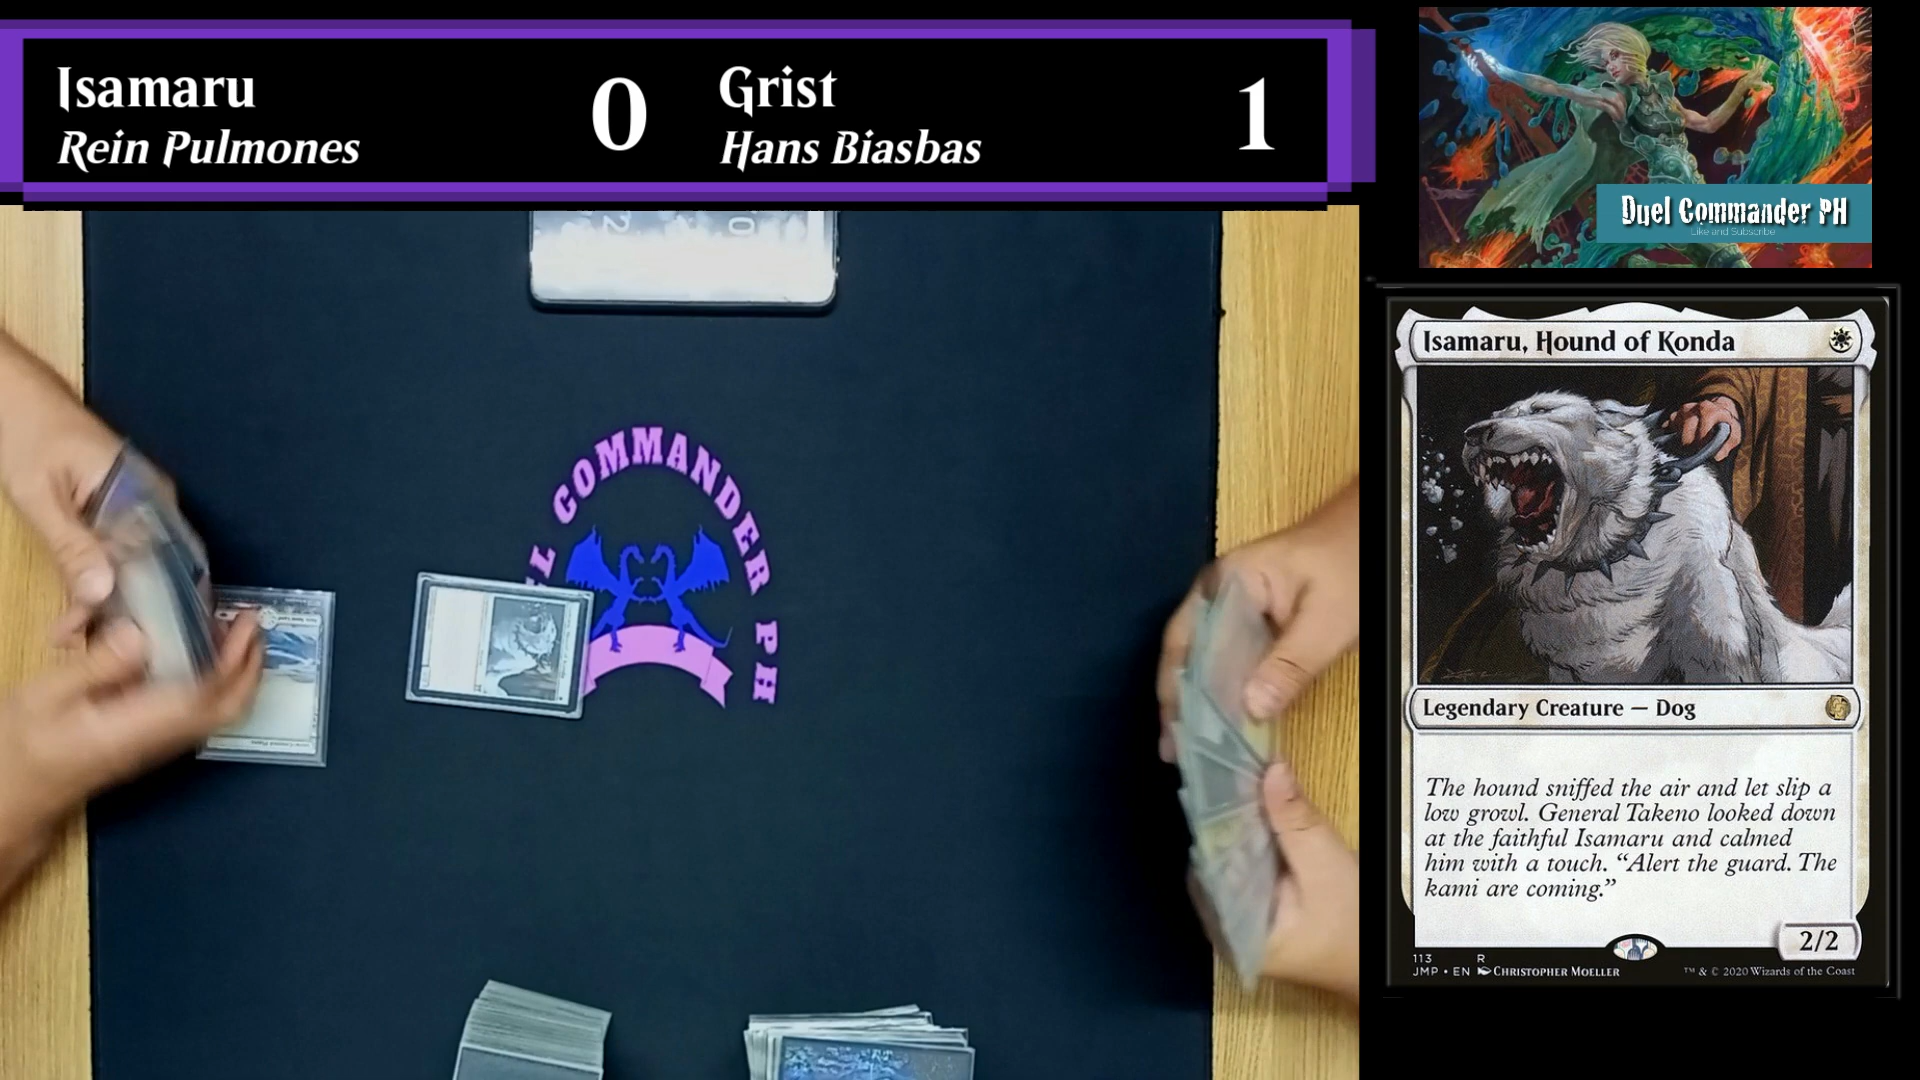 Isamaru
Rein Pulmones
0
Grist
Hans Biasbas
1
Duel Commander PH
Like and Subscribe
COMMANDER PH
Isamaru, Hound of Konda
Legendary Creature — Dog
The hound sniffed the air and let slip a
low growl. General Takeno looked down
at the faithful Isamaru and calmed
him with a touch. “Alert the guard. The
kami are coming.”
2/2
113 R
JMP • EN CHRISTOPHER MOELLER
™ & © 2020 Wizards of the Coast